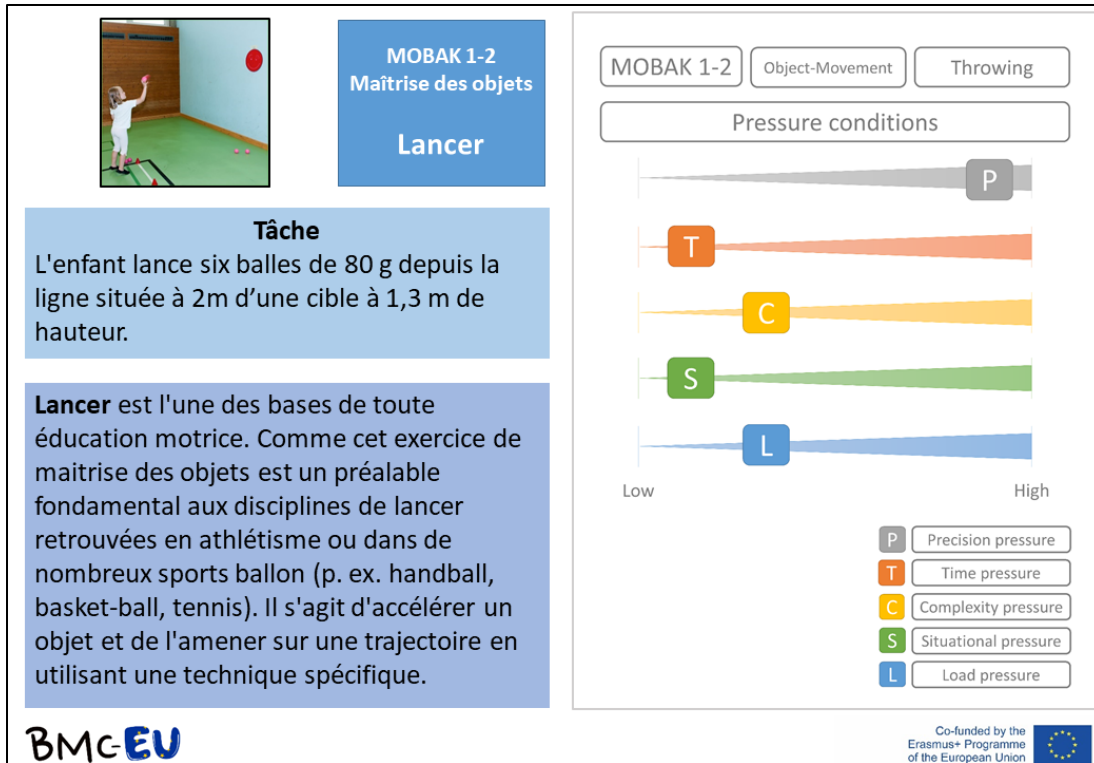 MOBAK 1-2
Maîtrise des objets
Lancer
Tâche
L'enfant lance six balles de 80 g depuis la
ligne située à 2m d’une cible à 1,3 m de
hauteur.
Lancer est l'une des bases de toute
éducation motrice. Comme cet exercice de
maitrise des objets est un préalable
fondamental aux disciplines de lancer
retrouvées en athlétisme ou dans de
nombreux sports ballon (p. ex. handball,
basket-ball, tennis). Il s'agit d'accélérer un
objet et de l'amener sur une trajectoire en
utilisant une technique spécifique.
MOBAK 1-2 Object-Movement Throwing
Pressure conditions
P
T
C
S
L
Low High
P Precision pressure
T Time pressure
C Complexity pressure
S Situational pressure
L Load pressure
BMC-EU
Co-funded by the
Erasmus+ Programme
of the European Union